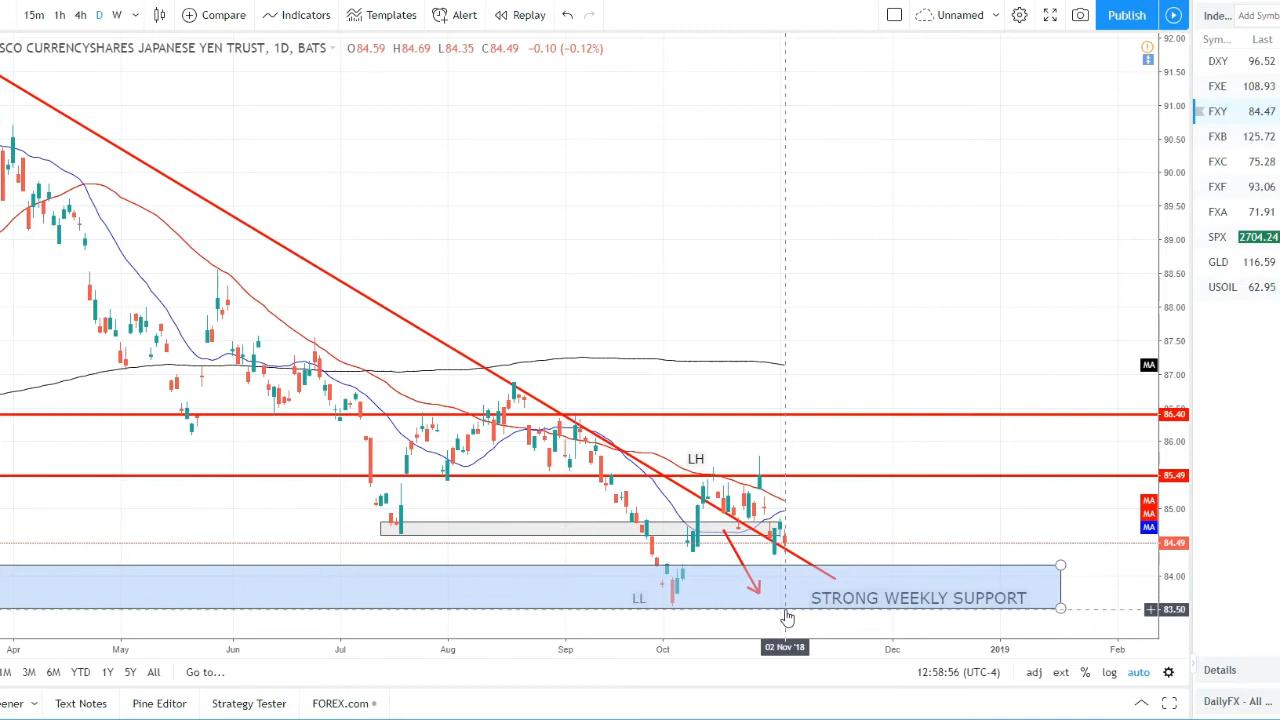 15m 1h 4h D W Compare Indicators Templates Alert Replay Unnamed Publish
Inde... Add Symb
SCO CURRENCYSHARES JAPANESE YEN TRUST, 1D, BATS O84.59 H84.69 L84.35 C84.49 -0.10 (-0.12%)
Sym... Last
DXY 96.52
FXE 108.93
FXY 84.47
FXB 125.72
FXC 75.28
FXF 93.06
FXA 71.91
SPX 2704.24
GLD 116.59
USOIL 62.95
92.00
91.50
91.00
90.50
90.00
89.50
89.00
88.50
88.00
87.50
MA
87.00
86.40
86.00
85.49
MA
85.00
MA
MA
84.49
84.00
83.50
LH
LL
STRONG WEEKLY SUPPORT
Apr May Jun Jul Aug Sep Oct 02 Nov '18 Dec 2019 Feb
1M 3M 6M YTD 1Y 5Y All Go to... 12:58:56 (UTC-4) adj ext % log auto
Details
ener Text Notes Pine Editor Strategy Tester FOREX.com
DailyFX - All ...